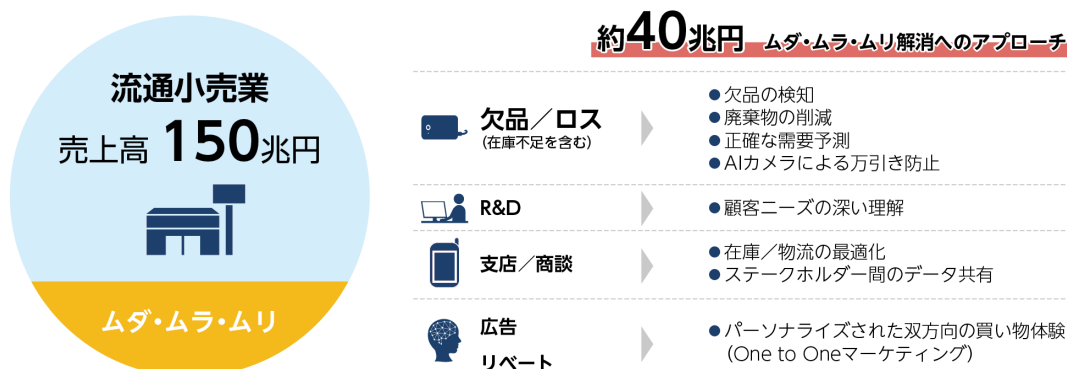 流通小売業
売上高 150兆円
ムダ・ムラ・ムリ
約40兆円 ムダ・ムラ・ムリ解消へのアプローチ
欠品／ロス
(在庫不足を含む)
●欠品の検知
●廃棄物の削減
●正確な需要予測
●AIカメラによる万引き防止
R&D
●顧客ニーズの深い理解
支店／商談
●在庫／物流の最適化
●ステークホルダー間のデータ共有
広告
リベート
●パーソナライズされた双方向の買い物体験
(One to Oneマーケティング)